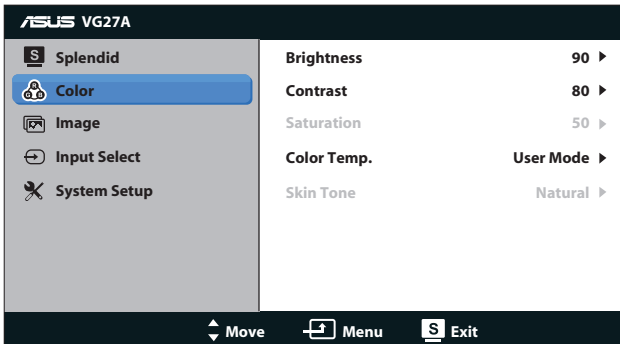 ASUS VG27A
S Splendid
Color
Image
Input Select
System Setup
Brightness 90
Contrast 80
Saturation 50
Color Temp. User Mode
Skin Tone Natural
Move Menu S Exit